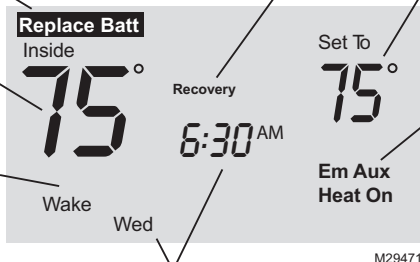 Replace Batt
Inside
75°
Recovery
6:30 AM
Set To
75°
Em Aux
Heat On
Wake
Wed
M29471